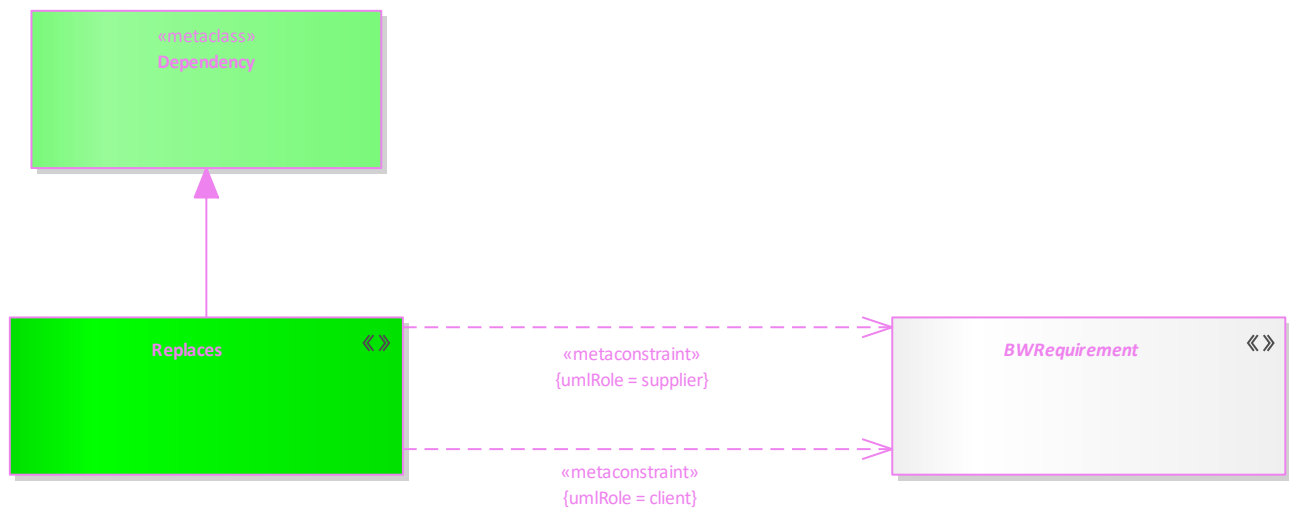 «metaclass»
Dependency
Replaces
«»
BWRequirement
«»
«metaconstraint»
{umlRole = supplier}
«metaconstraint»
{umlRole = client}